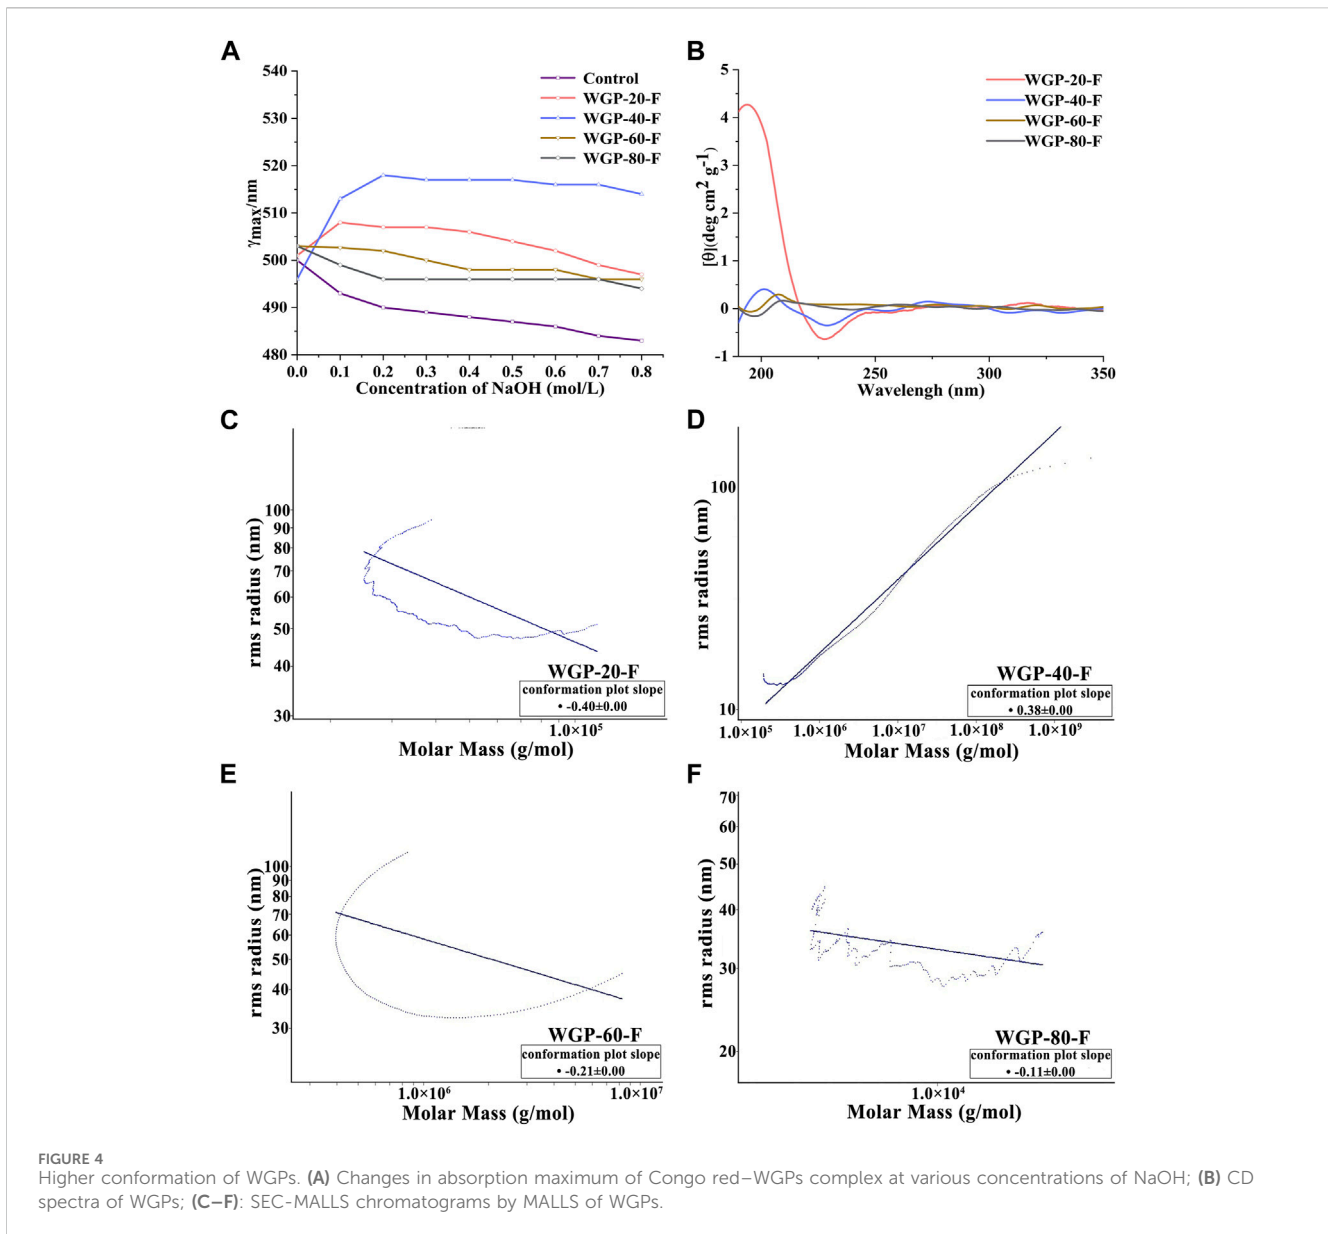 A
540
530
520
510
500
490
480
γmax/nm
0.0 0.1 0.2 0.3 0.4 0.5 0.6 0.7 0.8
Concentration of NaOH (mol/L)
Control
WGP-20-F
WGP-40-F
WGP-60-F
WGP-80-F
B
5
4
3
2
1
0
-1
[θ](deg cm² g⁻¹)
200 250 300 350
Wavelengh (nm)
WGP-20-F
WGP-40-F
WGP-60-F
WGP-80-F
C
100
90
80
70
60
50
40
30
rms radius (nm)
WGP-20-F
conformation plot slope
• -0.40±0.00
1.0×10⁵
Molar Mass (g/mol)
D
100
10
rms radius (nm)
WGP-40-F
conformation plot slope
• 0.38±0.00
1.0×10⁵ 1.0×10⁶ 1.0×10⁷ 1.0×10⁸ 1.0×10⁹
Molar Mass (g/mol)
E
100
90
80
70
60
50
40
30
rms radius (nm)
WGP-60-F
conformation plot slope
• -0.21±0.00
1.0×10⁶ 1.0×10⁷
Molar Mass (g/mol)
F
70
60
50
40
30
20
rms radius (nm)
WGP-80-F
conformation plot slope
• -0.11±0.00
1.0×10⁴
Molar Mass (g/mol)
FIGURE 4
Higher conformation of WGPs. (A) Changes in absorption maximum of Congo red–WGPs complex at various concentrations of NaOH; (B) CD
spectra of WGPs; (C–F): SEC-MALLS chromatograms by MALLS of WGPs.